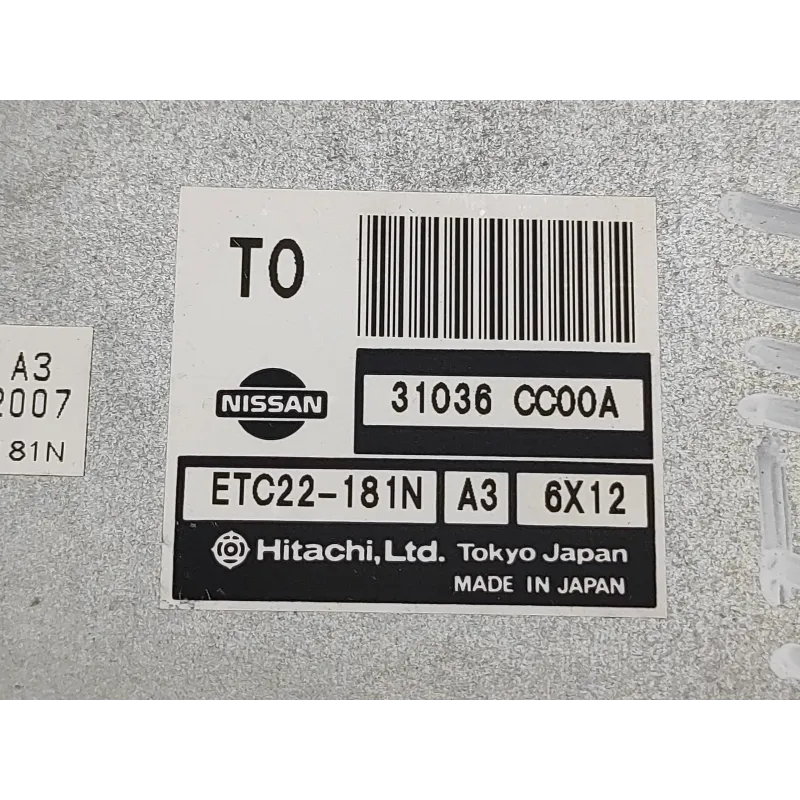 TO
NISSAN
31036 CC00A
ETC22-181N A3 6X12
Hitachi, Ltd. Tokyo Japan
MADE IN JAPAN
A3
2007
81N